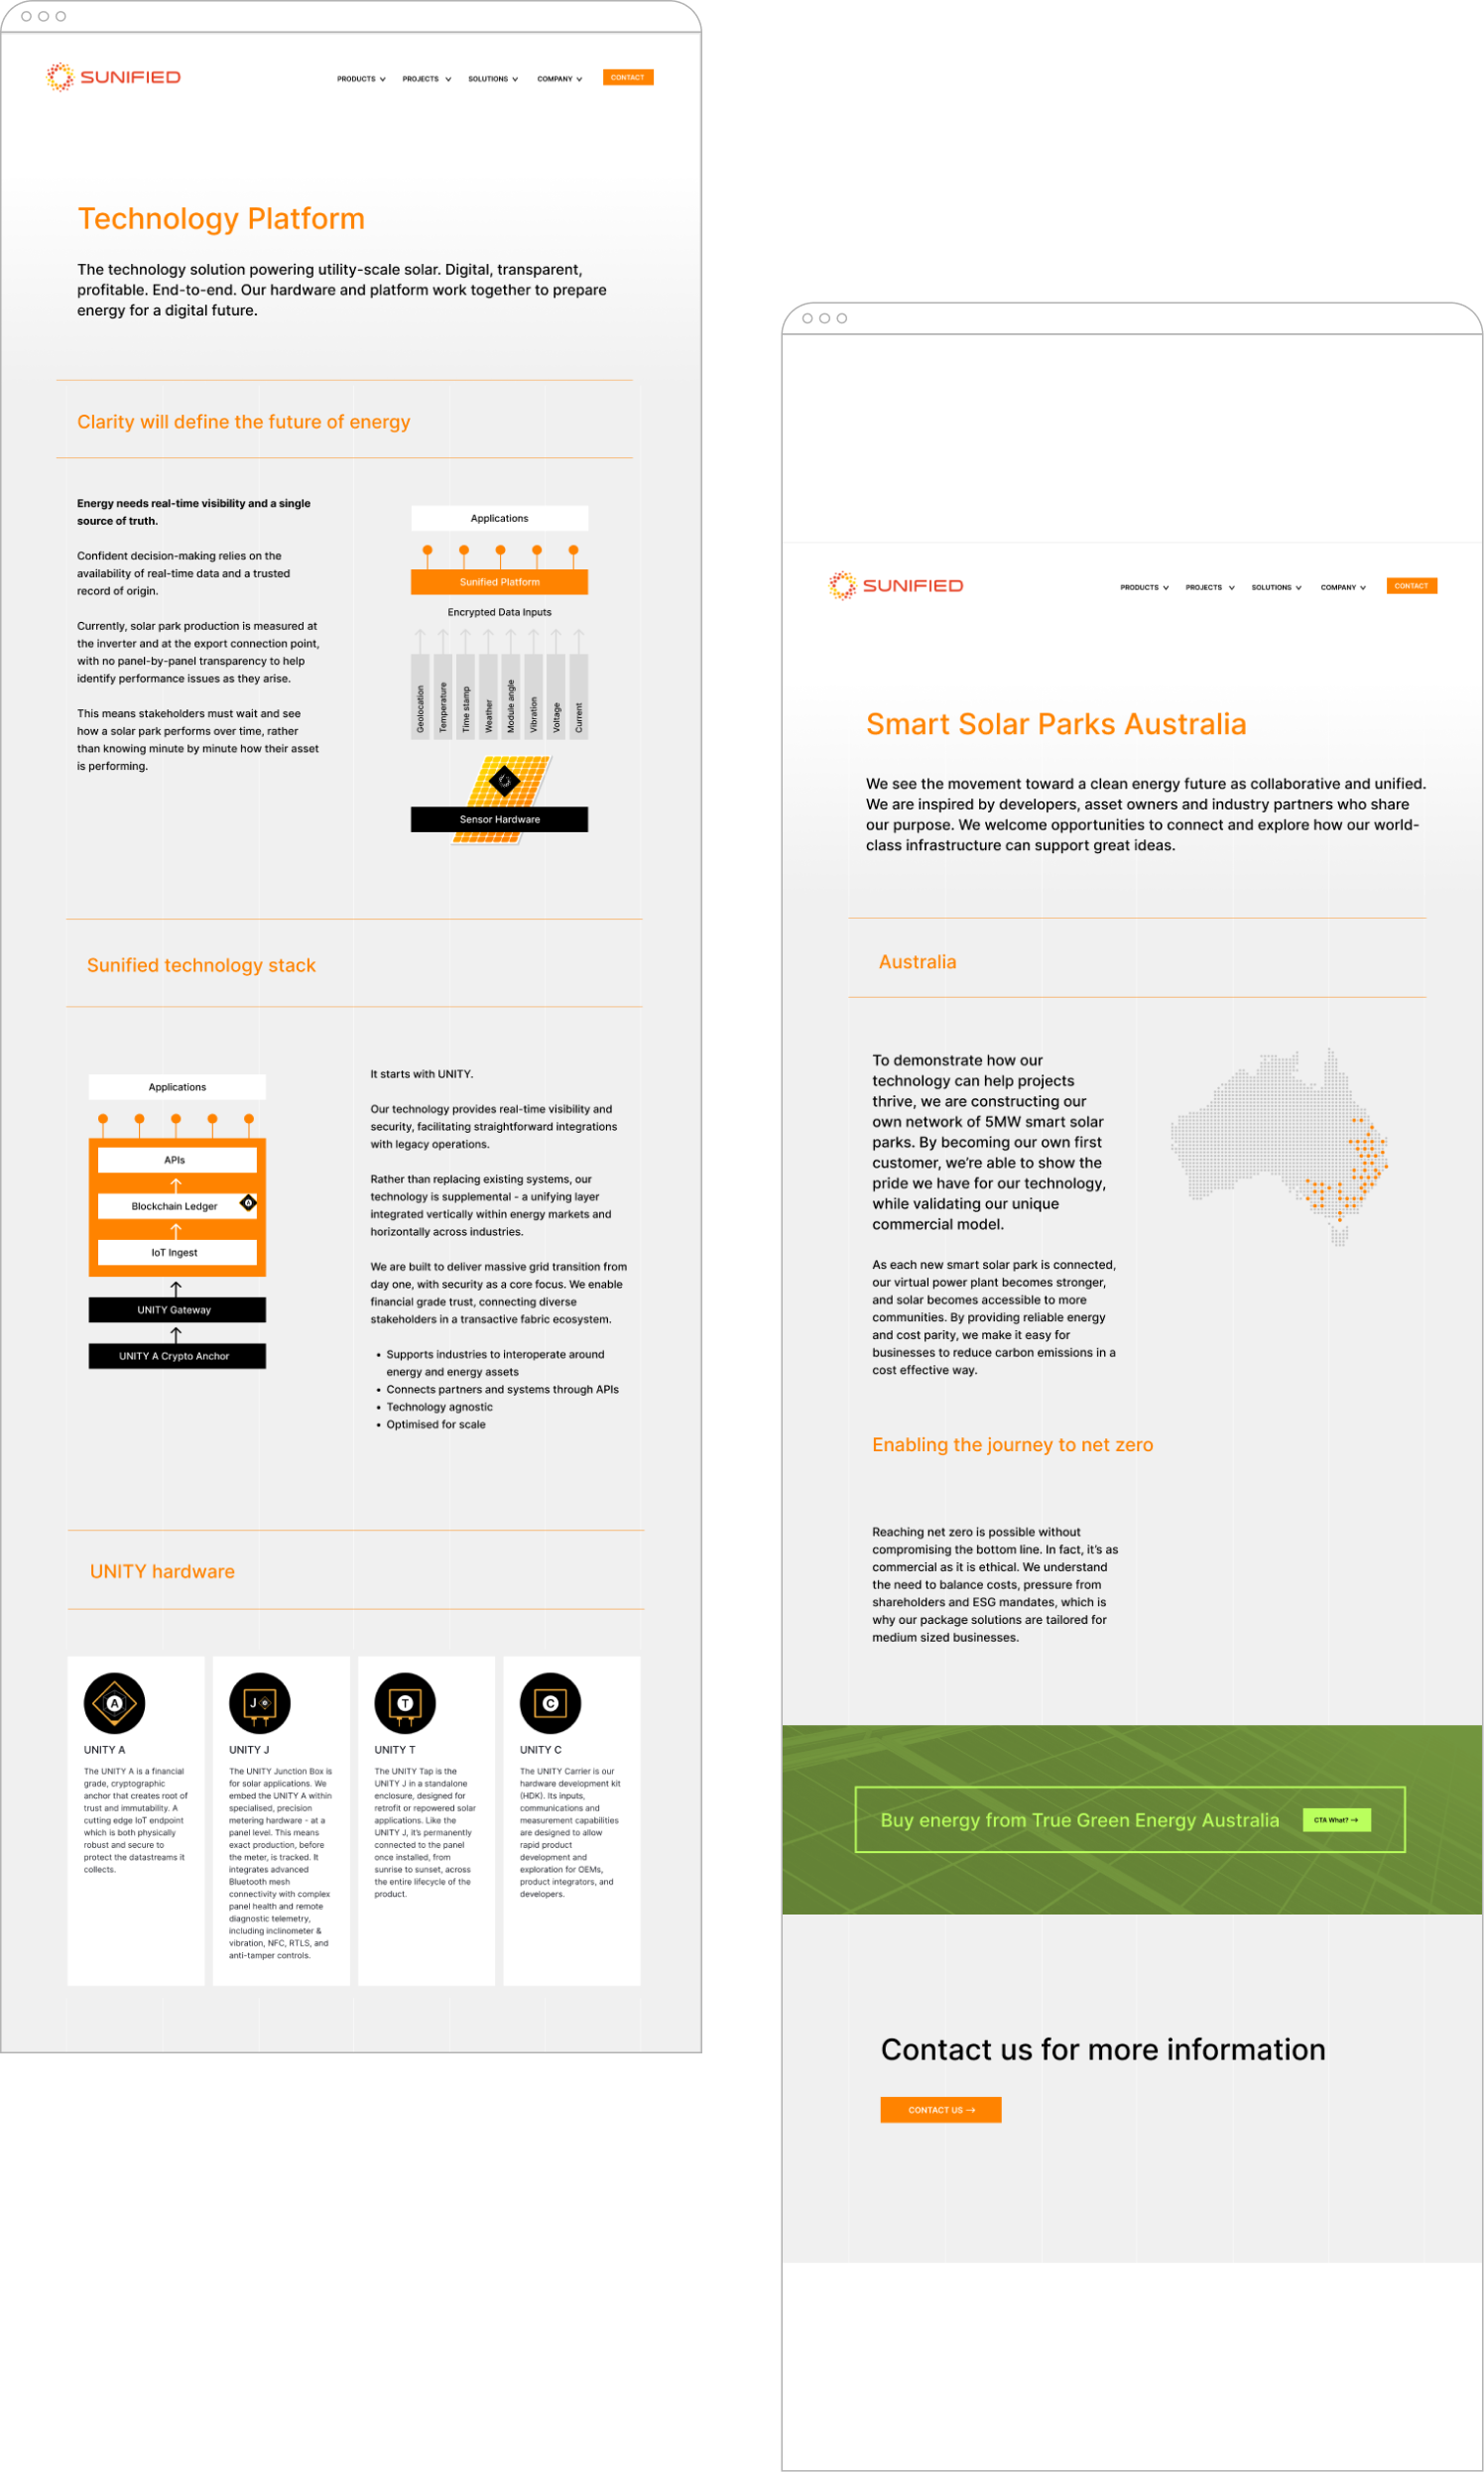 SUNIFIED
PRODUCTS
PROJECTS
SOLUTIONS
COMPANY
CONTACT
Technology Platform
The technology solution powering utility-scale solar. Digital, transparent,
profitable. End-to-end. Our hardware and platform work together to prepare
energy for a digital future.
Clarity will define the future of energy
Energy needs real-time visibility and a single
source of truth.
Confident decision-making relies on the
availability of real-time data and a trusted
record of origin.
Currently, solar park production is measured at
the inverter and at the export connection point,
with no panel-by-panel transparency to help
identify performance issues as they arise.
This means stakeholders must wait and see
how a solar park performs over time, rather
than knowing minute by minute how their asset
is performing.
Applications
Sunified Platform
Encrypted Data Inputs
Geolocation
Temperature
Time stamp
Weather
Module angle
Vibration
Voltage
Current
Sensor Hardware
Sunified technology stack
Applications
APIs
Blockchain Ledger
A
IoT Ingest
UNITY Gateway
UNITY A Crypto Anchor
It starts with UNITY.
Our technology provides real-time visibility and
security, facilitating straightforward integrations
with legacy operations.
Rather than replacing existing systems, our
technology is supplemental - a unifying layer
integrated vertically within energy markets and
horizontally across industries.
We are built to deliver massive grid transition from
day one, with security as a core focus. We enable
financial grade trust, connecting diverse
stakeholders in a transactive fabric ecosystem.
• Supports industries to interoperate around
energy and energy assets
• Connects partners and systems through APIs
• Technology agnostic
• Optimised for scale
UNITY hardware
A
UNITY A
The UNITY A is a financial
grade, cryptographic
anchor that creates root of
trust and immutability. A
cutting edge IoT endpoint
which is both physically
robust and secure to
protect the datastreams it
collects.
J
UNITY J
The UNITY Junction Box is
for solar applications. We
embed the UNITY A within
specialised, precision
metering hardware - at a
panel level. This means
exact production, before
the meter, is tracked. It
integrates advanced
Bluetooth mesh
connectivity with complex
panel health and remote
diagnostic telemetry,
including inclinometer &
vibration, NFC, RTLS, and
anti-tamper controls.
T
UNITY T
The UNITY Tap is the
UNITY J in a standalone
enclosure, designed for
retrofit or repowered solar
applications. Like the
UNITY J, it's permanently
connected to the panel
once installed, from
sunrise to sunset, across
the entire lifecycle of the
product.
C
UNITY C
The UNITY Carrier is our
hardware development kit
(HDK). Its inputs,
communications and
measurement capabilities
are designed to allow
rapid product
development and
exploration for OEMs,
product integrators, and
developers.
SUNIFIED
PRODUCTS
PROJECTS
SOLUTIONS
COMPANY
CONTACT
Smart Solar Parks Australia
We see the movement toward a clean energy future as collaborative and unified.
We are inspired by developers, asset owners and industry partners who share
our purpose. We welcome opportunities to connect and explore how our world-
class infrastructure can support great ideas.
Australia
To demonstrate how our
technology can help projects
thrive, we are constructing our
own network of 5MW smart solar
parks. By becoming our own first
customer, we're able to show the
pride we have for our technology,
while validating our unique
commercial model.
As each new smart solar park is connected,
our virtual power plant becomes stronger,
and solar becomes accessible to more
communities. By providing reliable energy
and cost parity, we make it easy for
businesses to reduce carbon emissions in a
cost effective way.
Enabling the journey to net zero
Reaching net zero is possible without
compromising the bottom line. In fact, it's as
commercial as it is ethical. We understand
the need to balance costs, pressure from
shareholders and ESG mandates, which is
why our package solutions are tailored for
medium sized businesses.
Buy energy from True Green Energy Australia
CTA What? →
Contact us for more information
CONTACT US →